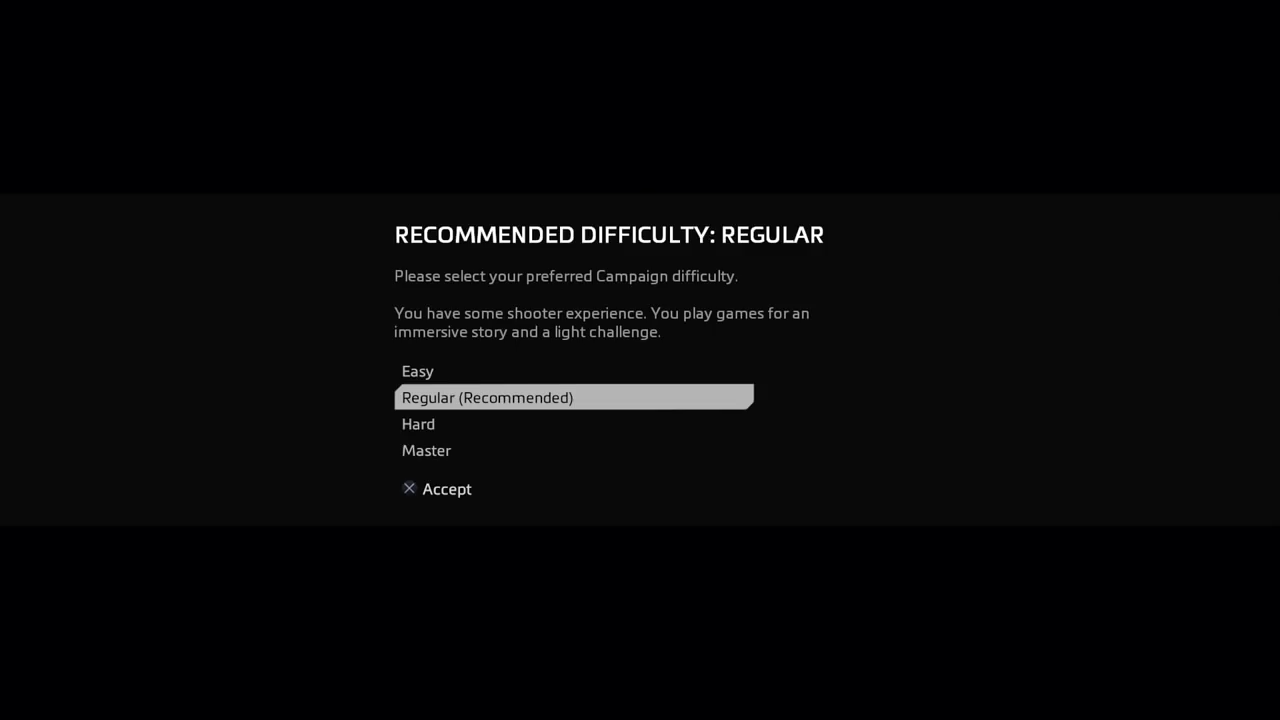 RECOMMENDED DIFFICULTY: REGULAR
Please select your preferred Campaign difficulty.
You have some shooter experience. You play games for an
immersive story and a light challenge.
Easy
Regular (Recommended)
Hard
Master
Accept